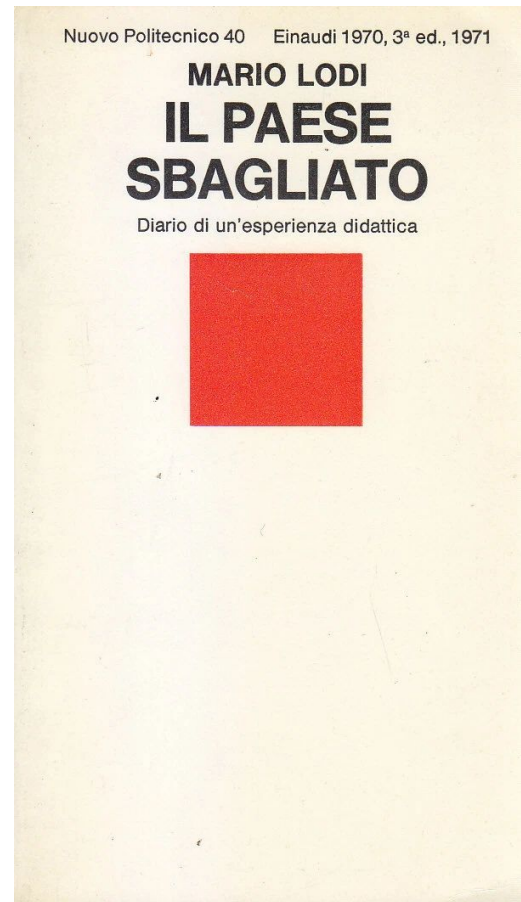 Nuovo Politecnico 40 Einaudi 1970, 3ª ed., 1971
MARIO LODI
IL PAESE
SBAGLIATO
Diario di un'esperienza didattica